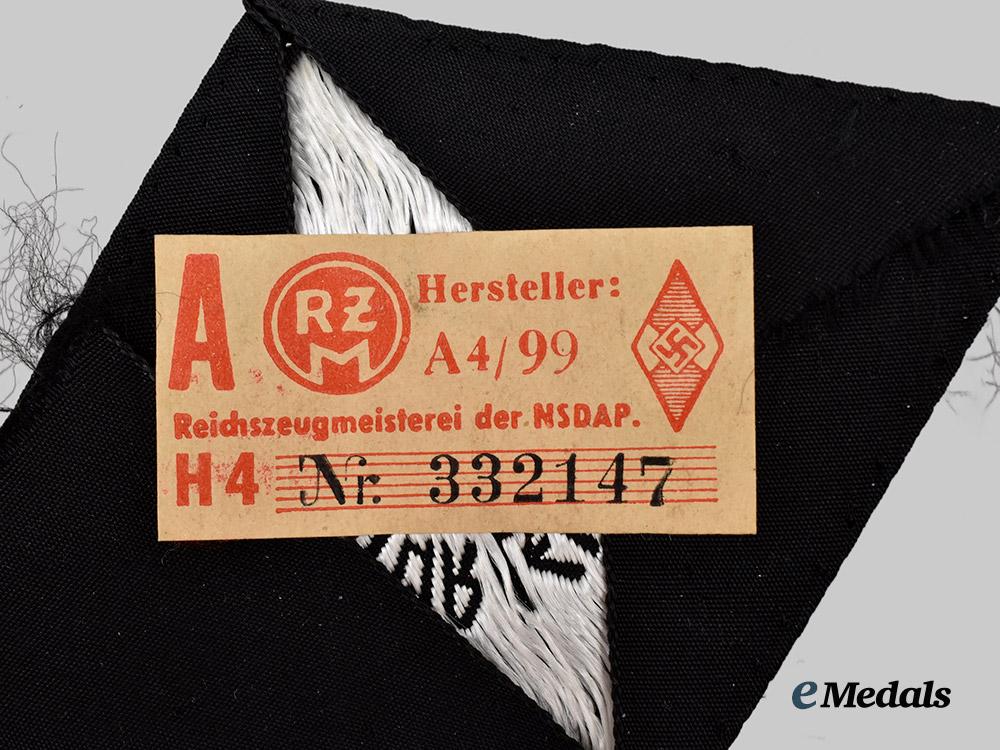 A
RZM
Hersteller:
A4/99
Reichszeugmeisterei der NSDAP.
H4 Nr. 332147
eMedals